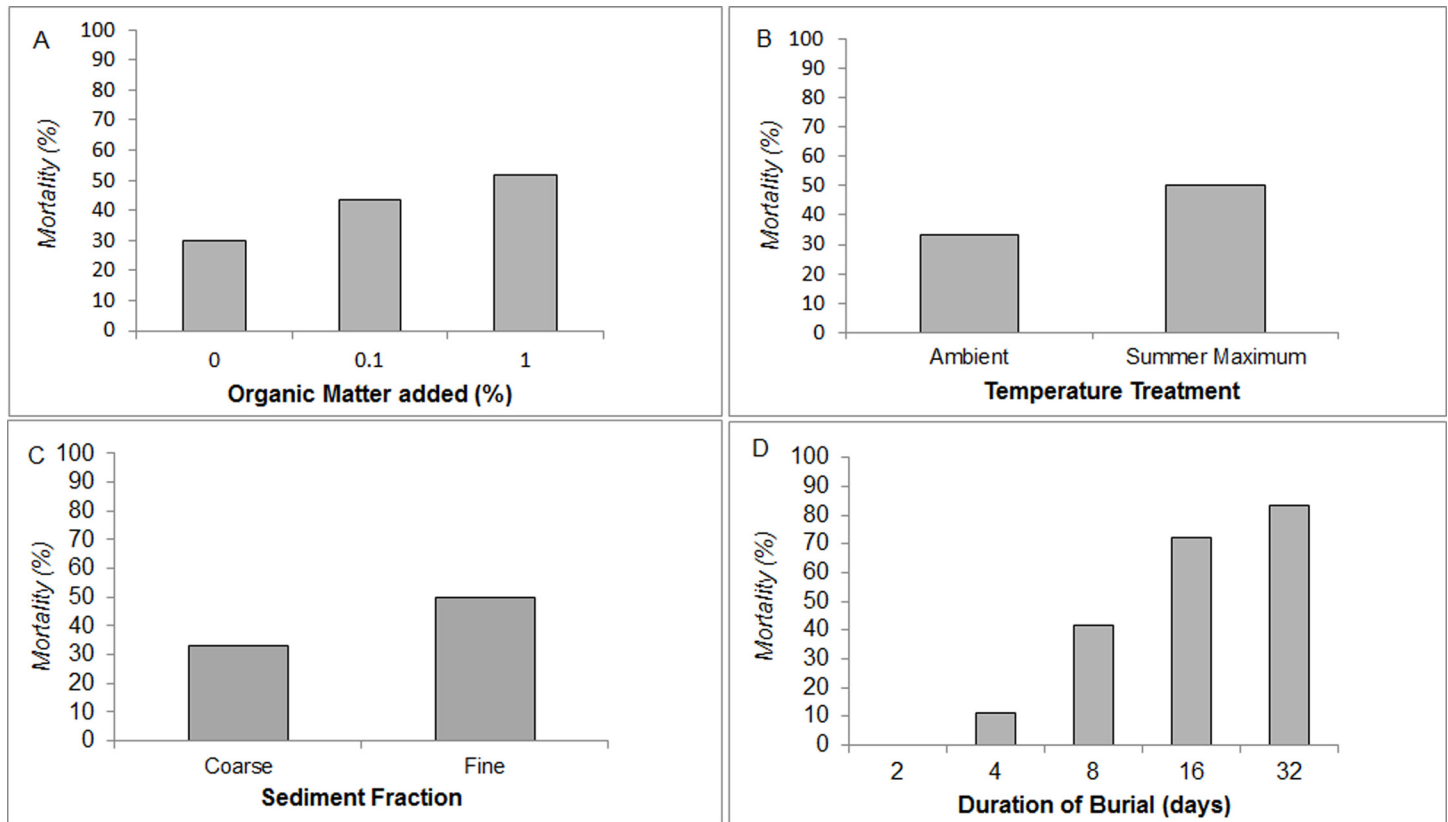 A
Mortality (%)
100
90
80
70
60
50
40
30
20
10
0
0 0.1 1
Organic Matter added (%)
B
Mortality (%)
100
90
80
70
60
50
40
30
20
10
0
Ambient Summer Maximum
Temperature Treatment
C
Mortality (%)
100
90
80
70
60
50
40
30
20
10
0
Coarse Fine
Sediment Fraction
D
Mortality (%)
100
90
80
70
60
50
40
30
20
10
0
2 4 8 16 32
Duration of Burial (days)